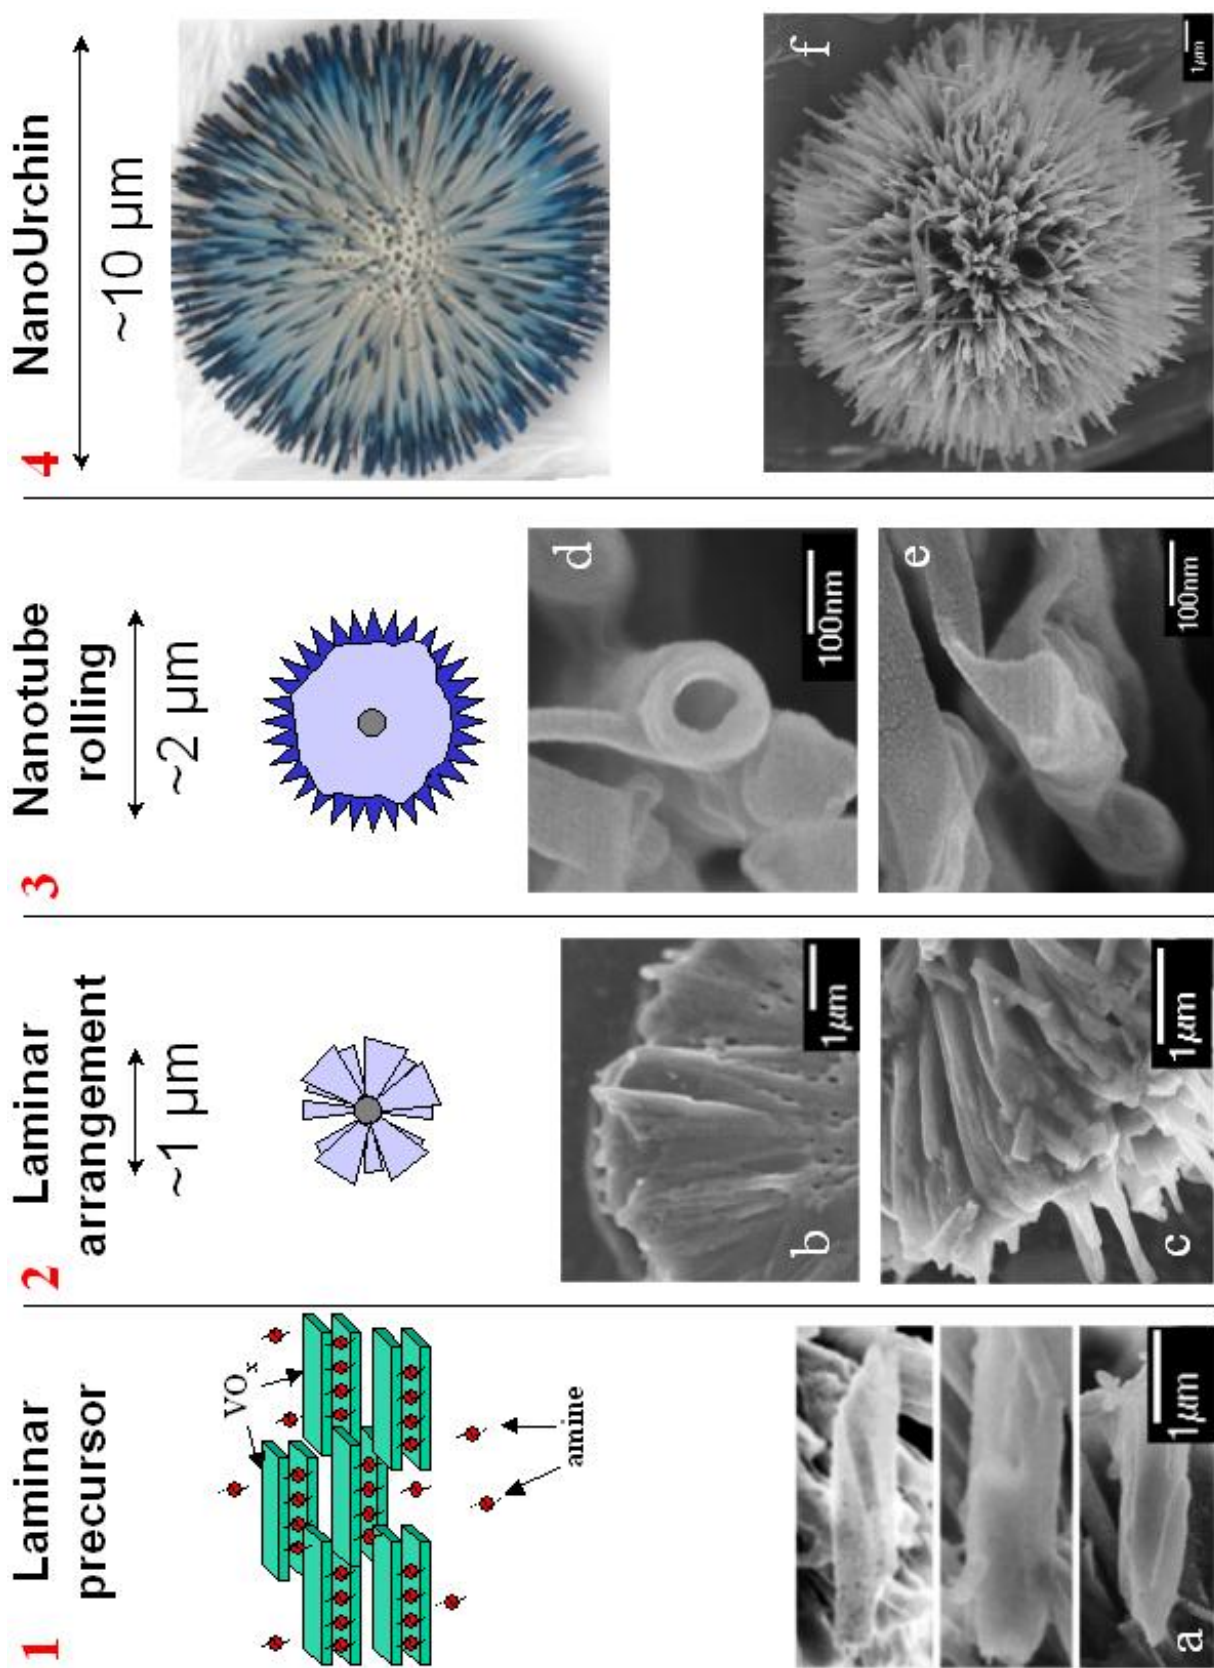 1 Laminar
precursor
VOₓ
amine
a
1μm
2 Laminar
arrangement
~1 µm
b
1μm
c
1μm
3 Nanotube
rolling
~2 µm
d
100nm
e
100nm
4 NanoUrchin
~10 µm
f
1μm